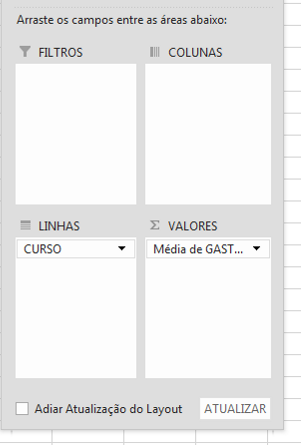 Arraste os campos entre as áreas abaixo:
FILTROS
COLUNAS
LINHAS
VALORES
CURSO
Média de GAST...
Adiar Atualização do Layout
ATUALIZAR